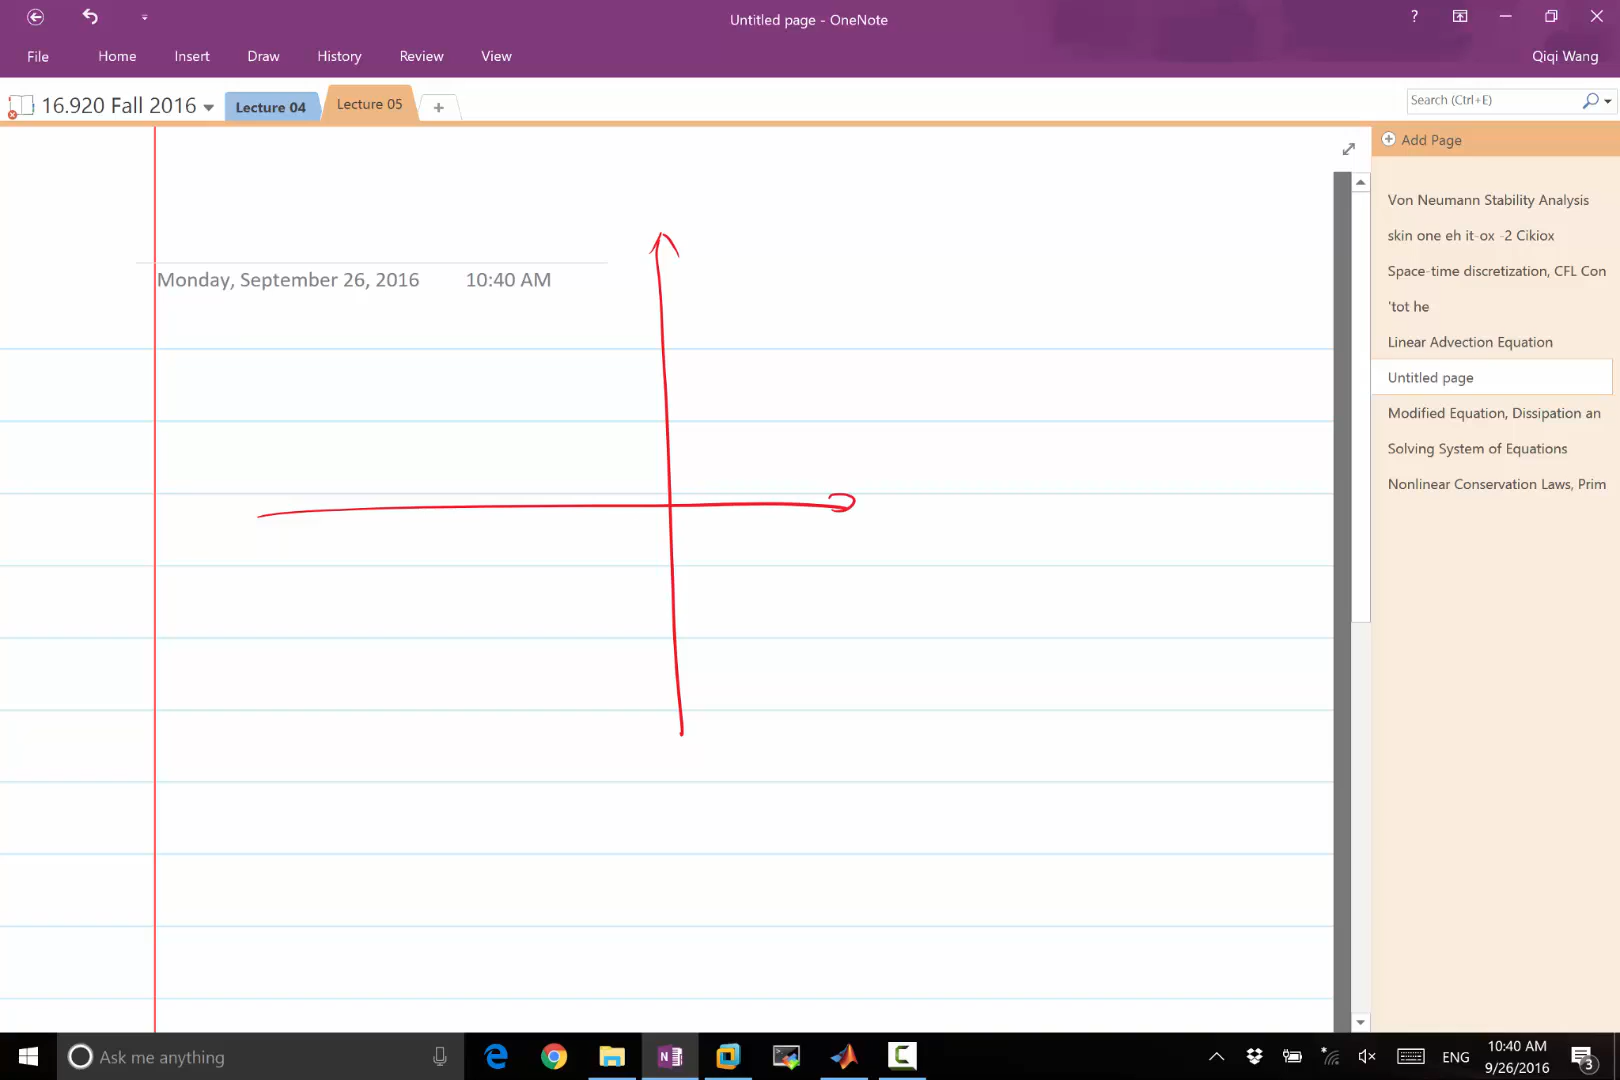 Untitled page - OneNote
?
File Home Insert Draw History Review View
Qiqi Wang
16.920 Fall 2016
Lecture 04
Lecture 05
+
Search (Ctrl+E)
Add Page
Monday, September 26, 2016 10:40 AM
Von Neumann Stability Analysis
skin one eh it-ox -2 Cikiox
Space-time discretization, CFL Con
'tot he
Linear Advection Equation
Untitled page
Modified Equation, Dissipation an
Solving System of Equations
Nonlinear Conservation Laws, Prim
Ask me anything
N
ENG
10:40 AM
9/26/2016
3